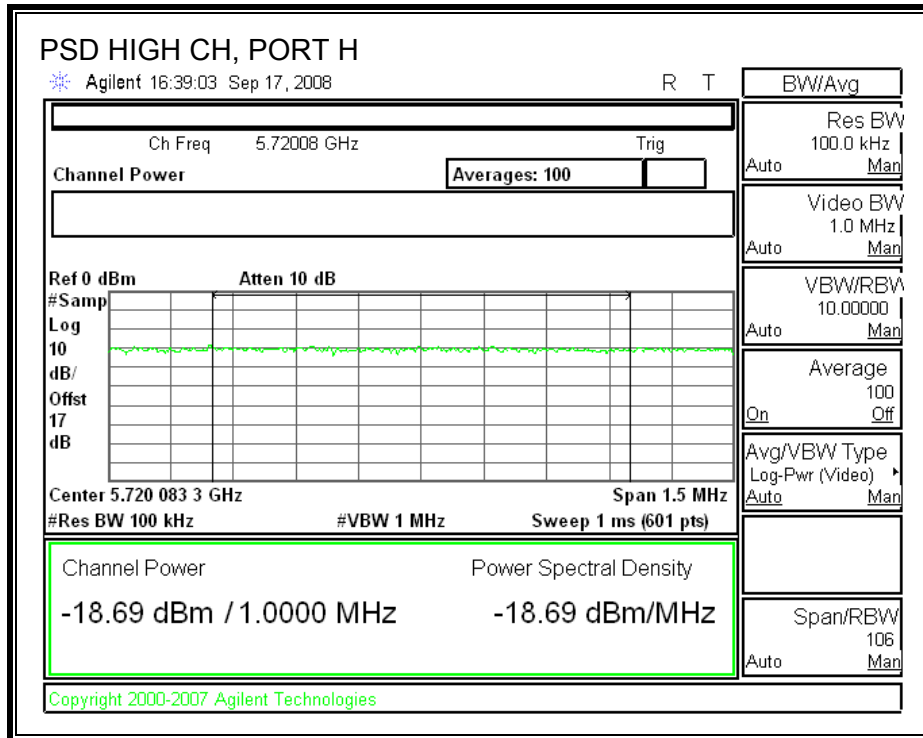 PSD HIGH CH, PORT H
Agilent 16:39:03 Sep 17, 2008 R T
Ch Freq 5.72008 GHz Trig
Channel Power Averages: 100
Ref 0 dBm Atten 10 dB
#Samp
Log
10
dB/
Offst
17
dB
Center 5.720 083 3 GHz Span 1.5 MHz
#Res BW 100 kHz #VBW 1 MHz Sweep 1 ms (601 pts)
Channel Power Power Spectral Density
-18.69 dBm / 1.0000 MHz -18.69 dBm/MHz
Copyright 2000-2007 Agilent Technologies
BW/Avg
Res BW
100.0 kHz
Auto Man
Video BW
1.0 MHz
Auto Man
VBW/RBW
10.00000
Auto Man
Average
100
On Off
Avg/VBW Type
Log-Pwr (Video)
Auto Man
Span/RBW
106
Auto Man